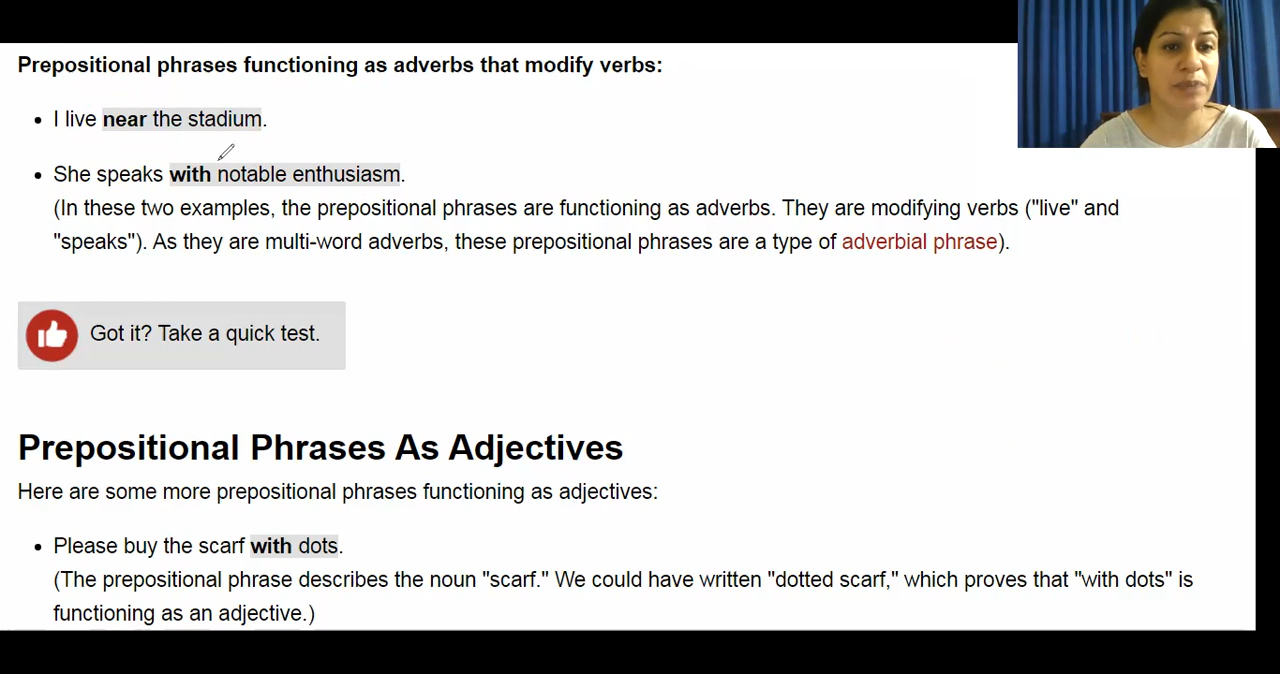 Prepositional phrases functioning as adverbs that modify verbs:
I live near the stadium.
She speaks with notable enthusiasm.
(In these two examples, the prepositional phrases are functioning as adverbs. They are modifying verbs ("live" and
"speaks"). As they are multi-word adverbs, these prepositional phrases are a type of adverbial phrase).
Got it? Take a quick test.
Prepositional Phrases As Adjectives
Here are some more prepositional phrases functioning as adjectives:
Please buy the scarf with dots.
(The prepositional phrase describes the noun "scarf." We could have written "dotted scarf," which proves that "with dots" is
functioning as an adjective.)